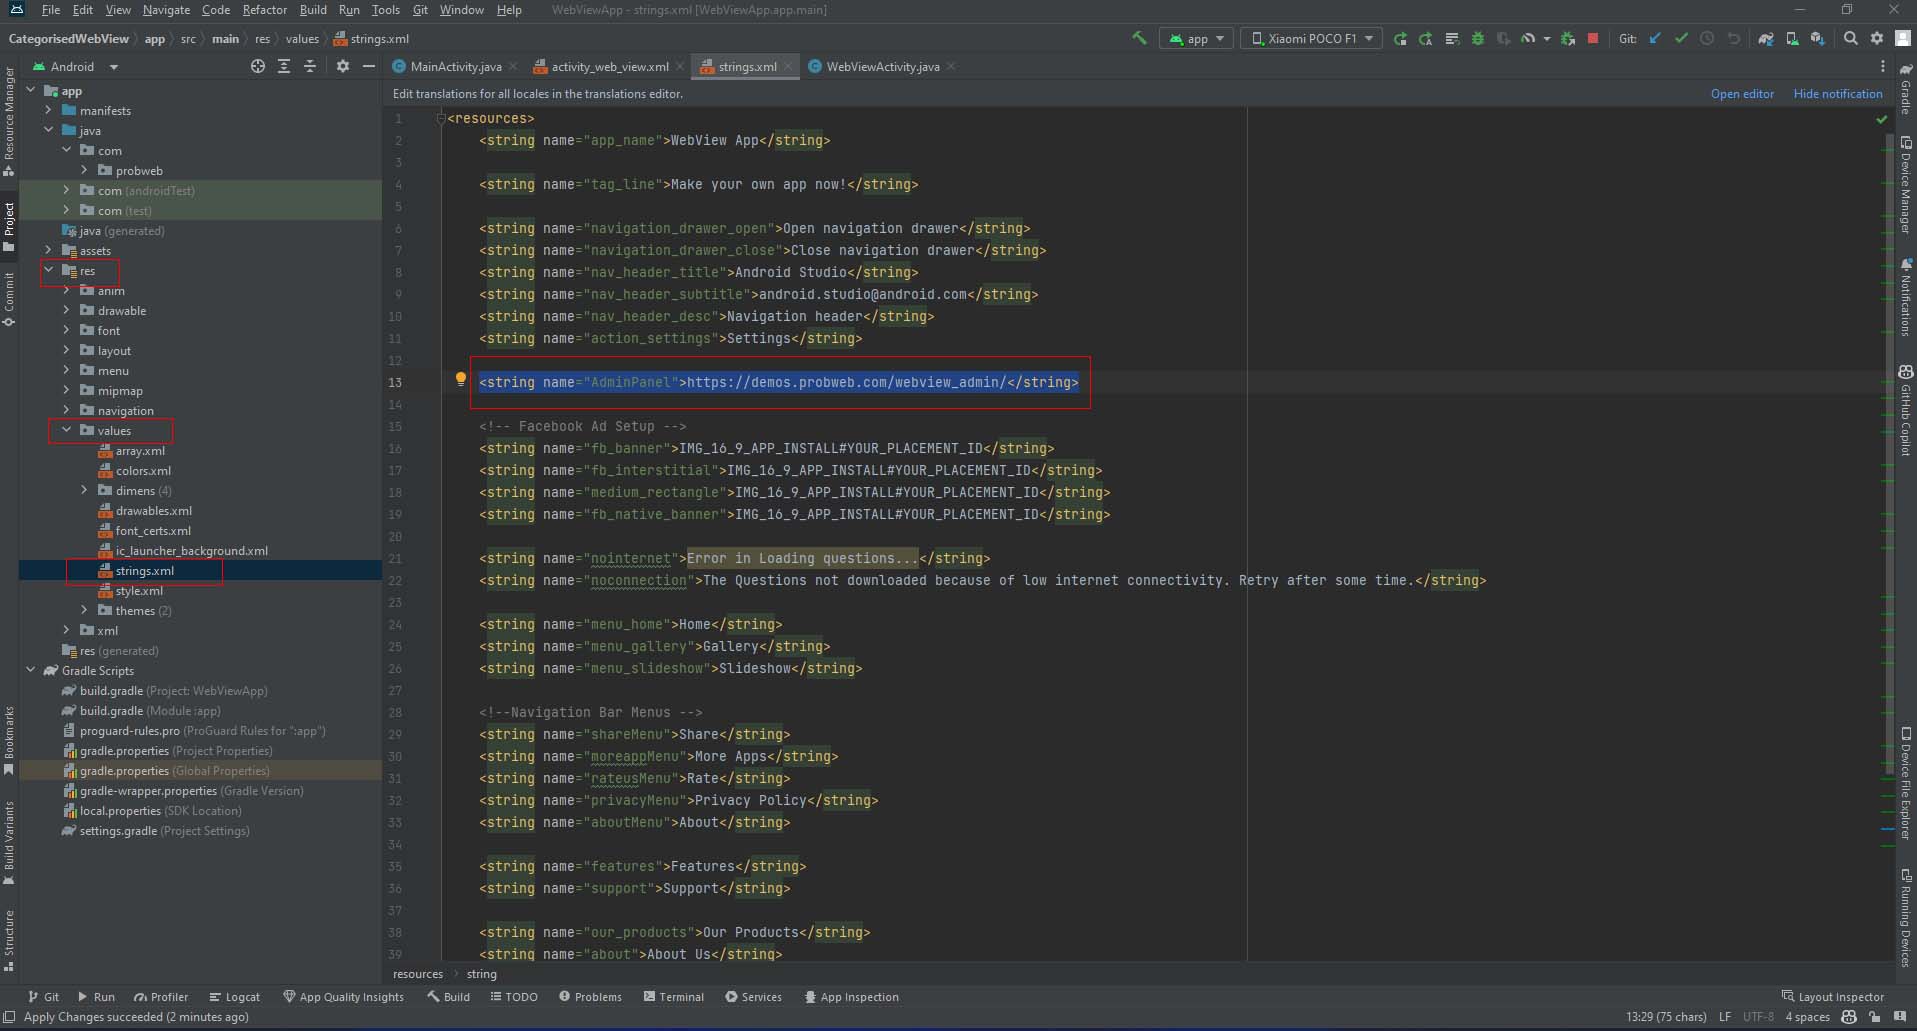 File Edit View Navigate Code Refactor Build Run Tools Git Window Help WebViewApp - strings.xml [WebViewApp.app.main]
CategorisedWebView app src main res values strings.xml app Xiaomi POCO F1 Git:
Android
MainActivity.java activity_web_view.xml strings.xml WebViewActivity.java
Edit translations for all locales in the translations editor. Open editor Hide notification
Resource Manager
Project
Commit
Bookmarks
Build Variants
Structure
app
manifests
java
com
probweb
com (androidTest)
com (test)
java (generated)
assets
res
anim
drawable
font
layout
menu
mipmap
navigation
values
array.xml
colors.xml
dimens (4)
drawables.xml
font_certs.xml
ic_launcher_background.xml
strings.xml
style.xml
themes (2)
xml
res (generated)
Gradle Scripts
build.gradle (Project: WebViewApp)
build.gradle (Module :app)
proguard-rules.pro (ProGuard Rules for ":app")
gradle.properties (Project Properties)
gradle.properties (Global Properties)
gradle-wrapper.properties (Gradle Version)
local.properties (SDK Location)
settings.gradle (Project Settings)
1 <resources>
2 <string name="app_name">WebView App</string>
3
4 <string name="tag_line">Make your own app now!</string>
5
6 <string name="navigation_drawer_open">Open navigation drawer</string>
7 <string name="navigation_drawer_close">Close navigation drawer</string>
8 <string name="nav_header_title">Android Studio</string>
9 <string name="nav_header_subtitle">android.studio@android.com</string>
10 <string name="nav_header_desc">Navigation header</string>
11 <string name="action_settings">Settings</string>
12
13 <string name="AdminPanel">https://demos.probweb.com/webview_admin/</string>
14
15 <!-- Facebook Ad Setup -->
16 <string name="fb_banner">IMG_16_9_APP_INSTALL#YOUR_PLACEMENT_ID</string>
17 <string name="fb_interstitial">IMG_16_9_APP_INSTALL#YOUR_PLACEMENT_ID</string>
18 <string name="medium_rectangle">IMG_16_9_APP_INSTALL#YOUR_PLACEMENT_ID</string>
19 <string name="fb_native_banner">IMG_16_9_APP_INSTALL#YOUR_PLACEMENT_ID</string>
20
21 <string name="nointernet">Error in Loading questions...</string>
22 <string name="noconnection">The Questions not downloaded because of low internet connectivity. Retry after some time.</string>
23
24 <string name="menu_home">Home</string>
25 <string name="menu_gallery">Gallery</string>
26 <string name="menu_slideshow">Slideshow</string>
27
28 <!--Navigation Bar Menus -->
29 <string name="shareMenu">Share</string>
30 <string name="moreappMenu">More Apps</string>
31 <string name="rateusMenu">Rate</string>
32 <string name="privacyMenu">Privacy Policy</string>
33 <string name="aboutMenu">About</string>
34
35 <string name="features">Features</string>
36 <string name="support">Support</string>
37
38 <string name="our_products">Our Products</string>
39 <string name="about">About Us</string>
resources string
Gradle
Device Manager
Notifications
GitHub Copilot
Device File Explorer
Running Devices
Git Run Profiler Logcat App Quality Insights Build TODO Problems Terminal Services App Inspection Layout Inspector
Apply Changes succeeded (2 minutes ago) 13:29 (75 chars) LF UTF-8 4 spaces